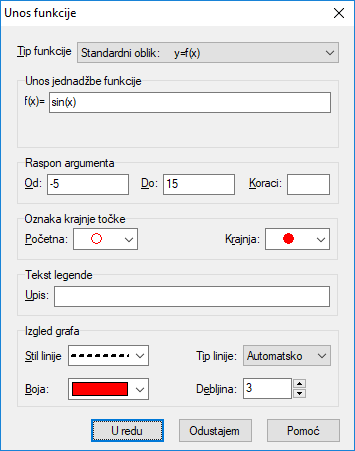 Unos funkcije
Tip funkcije Standardni oblik: y=f(x)
Unos jednadžbe funkcije
f(x)= sin(x)
Raspon argumenta
Od: -5 Do: 15 Koraci:
Oznaka krajnje točke
Početna: Krajnja:
Tekst legende
Upis:
Izgled grafa
Stil linije Tip linije: Automatsko
Boja: Debljina: 3
U redu Odustajem Pomoć